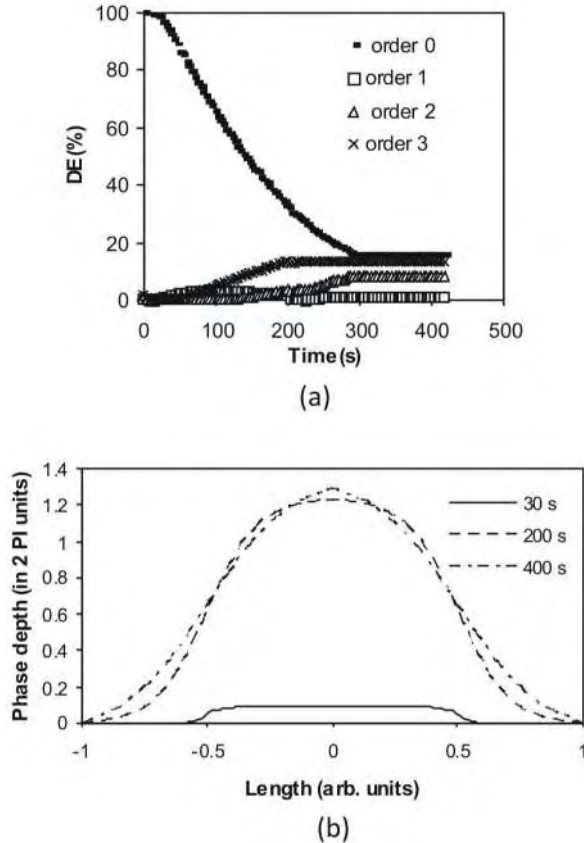 100
80
60
40
20
0
DE (%)
order 0
order 1
order 2
order 3
0 100 200 300 400 500
Time (s)
(a)
1.4
1.2
1
0.8
0.6
0.4
0.2
0
Phase depth (in 2 PI units)
30 s
200 s
400 s
-1 -0.5 0 0.5 1
Length (arb. units)
(b)